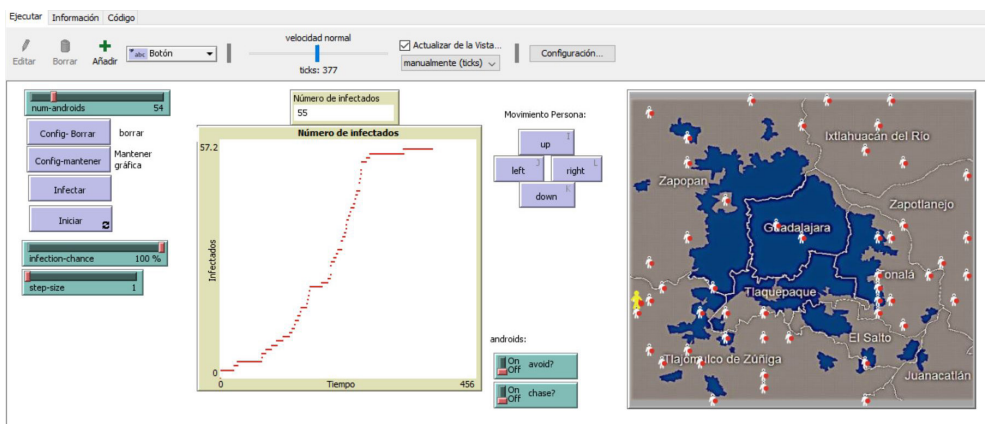 Ejecutar Información Código
Editar
Borrar
Añadir
abc Botón
velocidad normal
ticks: 377
Actualizar de la Vista...
manualmente (ticks)
Configuración...
num-androids 54
Config- Borrar borrar
Config-mantener
Mantener
gráfica
Infectar
Iniciar
infection-chance 100 %
step-size 1
Número de infectados
55
Número de infectados
57.2
Infectados
0
0 Tiempo 456
Movimiento Persona:
up I
left J
right L
down K
androids:
On
Off
avoid?
On
Off
chase?
Ixtlahuacán del Río
Zapopan
Zapotlanejo
Guadalajara
Tonalá
Tlaquepaque
El Salto
Tlajomulco de Zúñiga
Juanacatlán